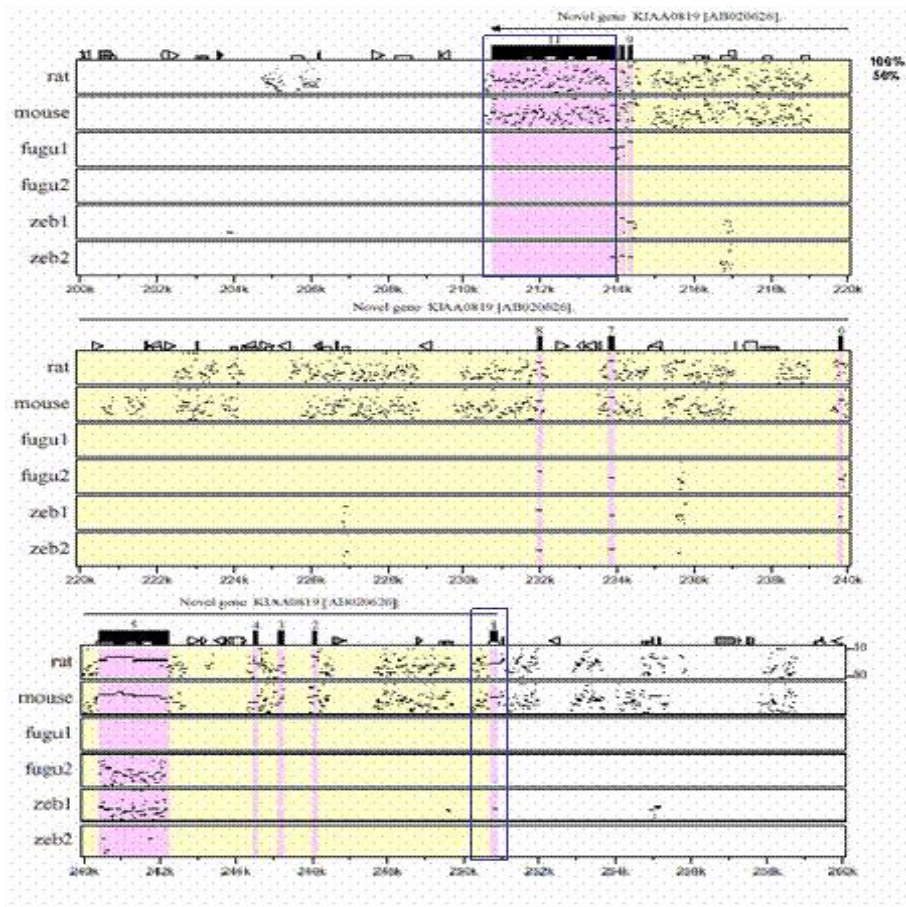 Novel gene KIAA0819 [AB020626].
11 9
rat 100%
50%
mouse
fugu1
fugu2
zeb1
zeb2
200k 202k 204k 206k 208k 210k 212k 214k 216k 218k 220k
Novel gene KIAA0819 [AB020626].
8 7 6
rat
mouse
fugu1
fugu2
zeb1
zeb2
220k 222k 224k 226k 228k 230k 232k 234k 236k 238k 240k
Novel gene KIAA0819 [AB020626].
5 4 3 2 1
rat
mouse
fugu1
fugu2
zeb1
zeb2
240k 242k 244k 246k 248k 250k 252k 254k 256k 258k 260k